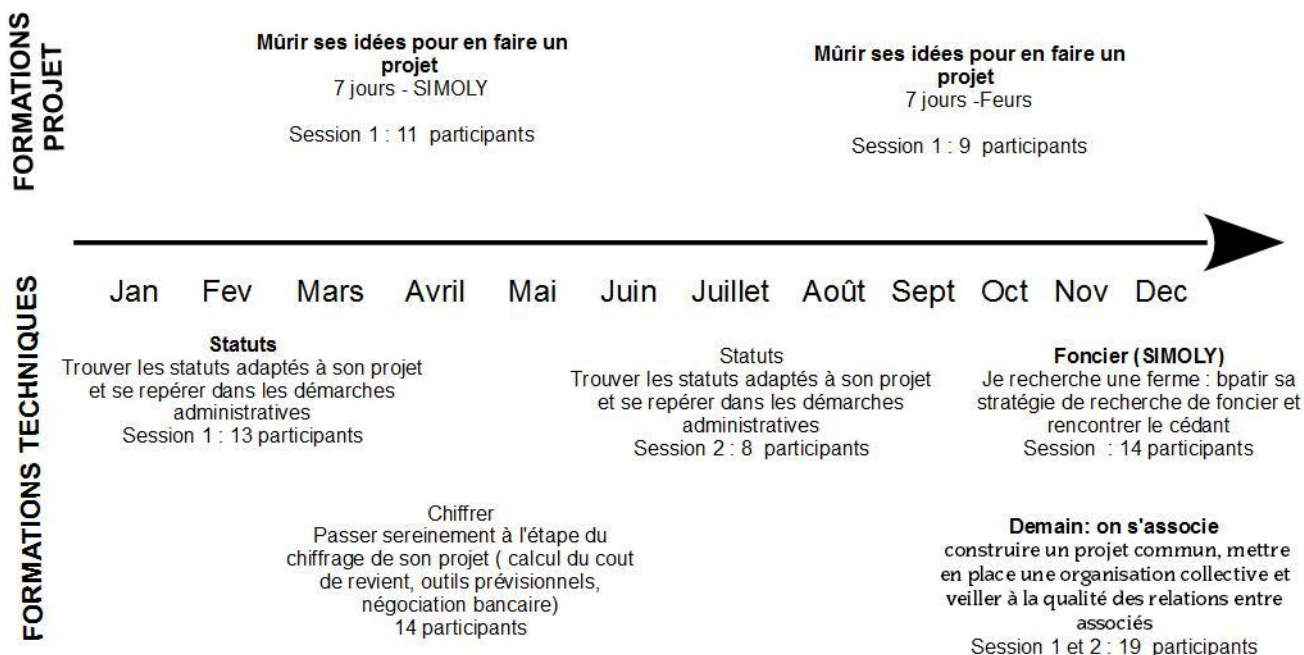 FORMATIONS
PROJET
Mûrir ses idées pour en faire un
projet
7 jours - SIMOLY
Session 1 : 11 participants
Mûrir ses idées pour en faire un
projet
7 jours -Feurs
Session 1 : 9 participants
Jan Fev Mars Avril Mai Juin Juillet Août Sept Oct Nov Dec
FORMATIONS TECHNIQUES
Statuts
Trouver les statuts adaptés à son projet
et se repérer dans les démarches
administratives
Session 1 : 13 participants
Statuts
Trouver les statuts adaptés à son projet
et se repérer dans les démarches
administratives
Session 2 : 8 participants
Foncier (SIMOLY)
Je recherche une ferme : bpatir sa
stratégie de recherche de foncier et
rencontrer le cédant
Session : 14 participants
Chiffrer
Passer sereinement à l'étape du
chiffrage de son projet ( calcul du cout
de revient, outils prévisionnels,
négociation bancaire)
14 participants
Demain: on s'associe
construire un projet commun, mettre
en place une organisation collective et
veiller à la qualité des relations entre
associés
Session 1 et 2 : 19 participants